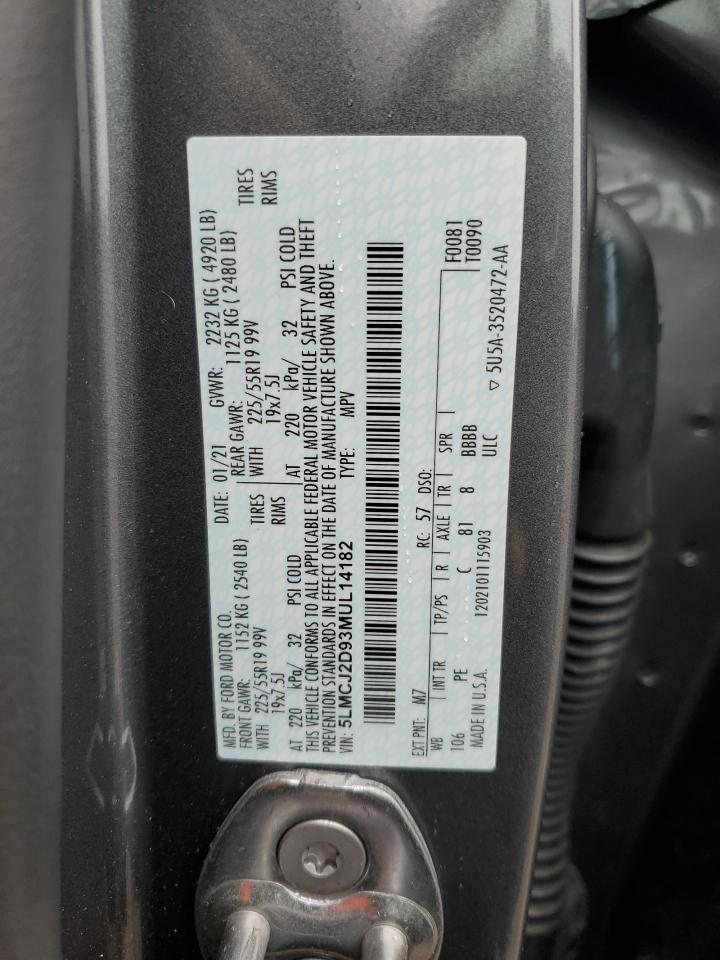 MFD. BY FORD MOTOR CO.
DATE: 01/21 GVWR: 2232 KG ( 4920 LB)
FRONT GAWR: 1152 KG ( 2540 LB) REAR GAWR: 1125 KG ( 2480 LB)
WITH 225/55R19 99V TIRES WITH 225/55R19 99V TIRES
19x7.5J RIMS 19x7.5J RIMS
AT 220 kPa/ 32 PSI COLD AT 220 kPa/ 32 PSI COLD
THIS VEHICLE CONFORMS TO ALL APPLICABLE FEDERAL MOTOR VEHICLE SAFETY AND THEFT
PREVENTION STANDARDS IN EFFECT ON THE DATE OF MANUFACTURE SHOWN ABOVE.
VIN: 5LMCJ2D93MUL14182 TYPE: MPV
EXT PNT: M7 RC: 57 DSO: F0081
WB INT TR TP/PS R AXLE TR SPR T0090
106 PE C 81 8 BBBB
MADE IN U.S.A. 1202101115903 ULC ▽ 5U5A-3520472-AA